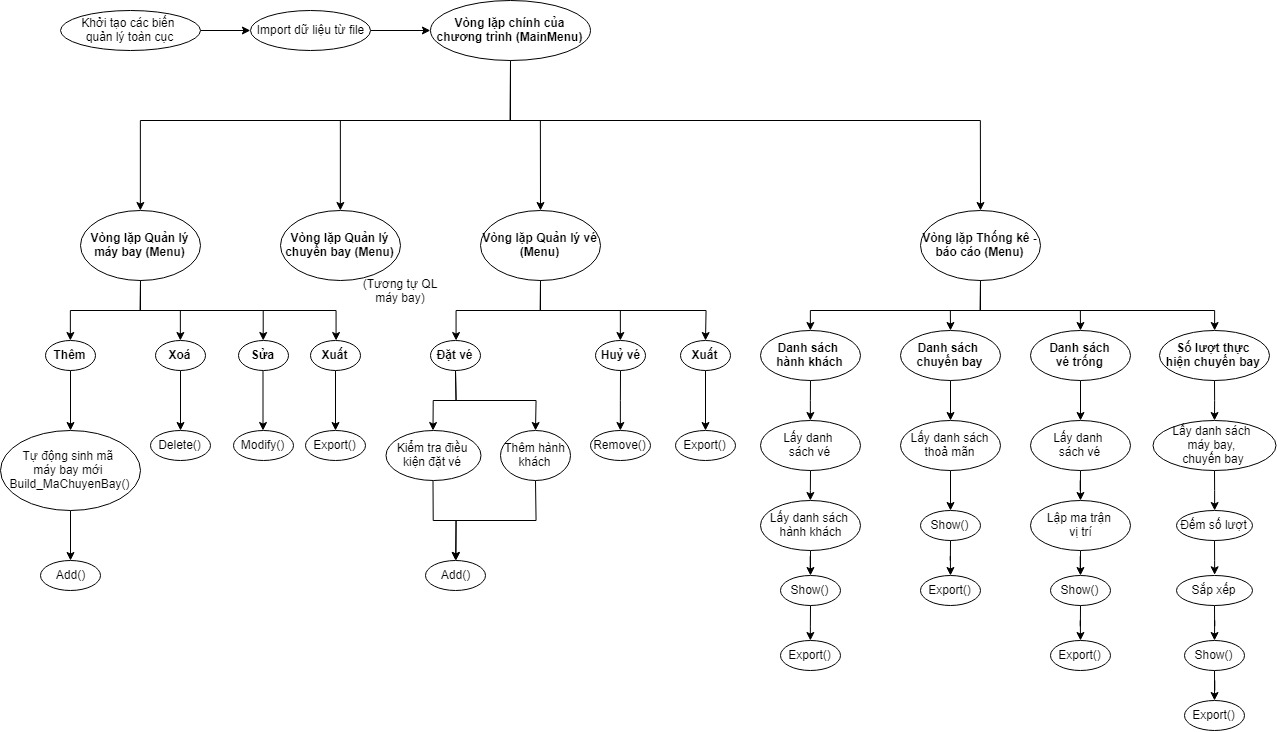 Khởi tạo các biến
quản lý toàn cục
Import dữ liệu từ file
Vòng lặp chính của
chương trình (MainMenu)
Vòng lặp Quản lý
máy bay (Menu)
Vòng lặp Quản lý
chuyến bay (Menu)
(Tương tự QL
máy bay)
Vòng lặp Quản lý vé
(Menu)
Vòng lặp Thống kê -
báo cáo (Menu)
Thêm
Xoá
Sửa
Xuất
Đặt vé
Huỷ vé
Xuất
Danh sách
hành khách
Danh sách
chuyến bay
Danh sách
vé trống
Số lượt thực
hiện chuyến bay
Tự động sinh mã
máy bay mới
Build_MaChuyenBay()
Delete()
Modify()
Export()
Kiểm tra điều
kiện đặt vé
Thêm hành
khách
Remove()
Export()
Lấy danh
sách vé
Lấy danh sách
thoả mãn
Lấy danh
sách vé
Lấy danh sách
máy bay,
chuyến bay
Lấy danh sách
hành khách
Show()
Lập ma trận
vị trí
Đếm số lượt
Add()
Add()
Show()
Export()
Show()
Sắp xếp
Export()
Export()
Show()
Export()